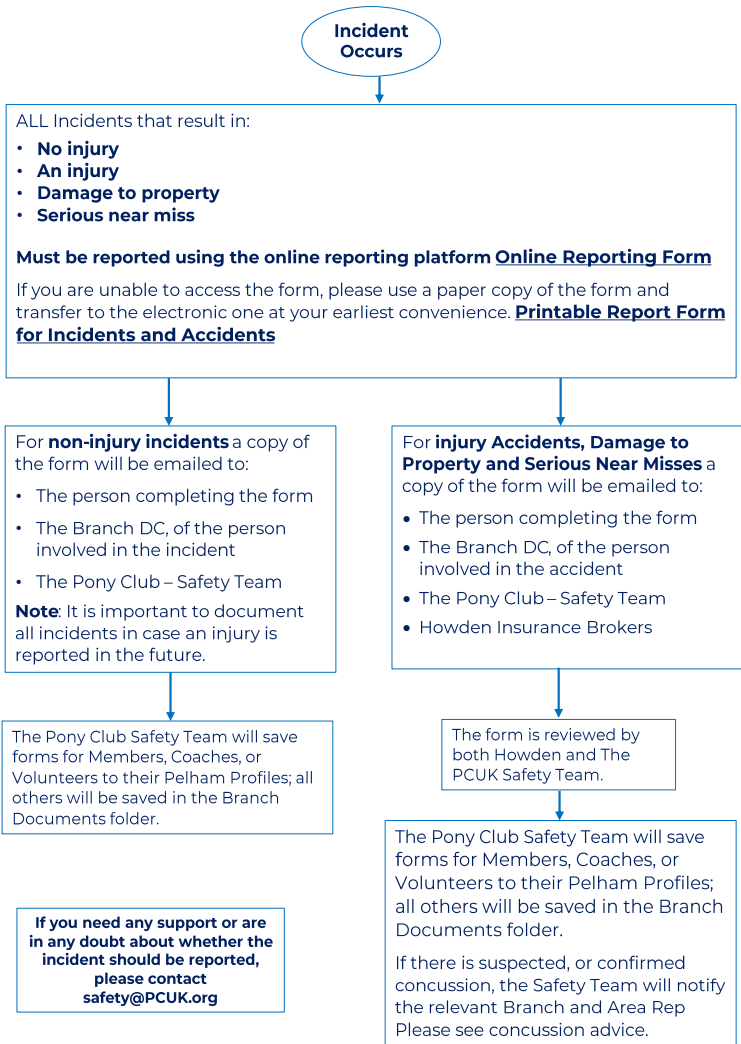 Incident
Occurs
ALL Incidents that result in:
• No injury
• An injury
• Damage to property
• Serious near miss
Must be reported using the online reporting platform Online Reporting Form
If you are unable to access the form, please use a paper copy of the form and
transfer to the electronic one at your earliest convenience. Printable Report Form
for Incidents and Accidents
For non-injury incidents a copy of
the form will be emailed to:
• The person completing the form
• The Branch DC, of the person
involved in the incident
• The Pony Club – Safety Team
Note: It is important to document
all incidents in case an injury is
reported in the future.
For injury Accidents, Damage to
Property and Serious Near Misses a
copy of the form will be emailed to:
• The person completing the form
• The Branch DC, of the person
involved in the accident
• The Pony Club – Safety Team
• Howden Insurance Brokers
The Pony Club Safety Team will save
forms for Members, Coaches, or
Volunteers to their Pelham Profiles; all
others will be saved in the Branch
Documents folder.
The form is reviewed by
both Howden and The
PCUK Safety Team.
The Pony Club Safety Team will save
forms for Members, Coaches, or
Volunteers to their Pelham Profiles;
all others will be saved in the Branch
Documents folder.
If there is suspected, or confirmed
concussion, the Safety Team will notify
the relevant Branch and Area Rep
Please see concussion advice.
If you need any support or are
in any doubt about whether the
incident should be reported,
please contact
safety@PCUK.org